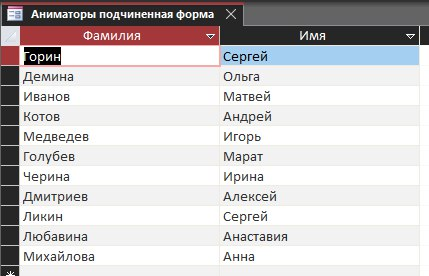 Аниматоры подчиненная форма
Фамилия Имя
Горин Сергей
Демина Ольга
Иванов Матвей
Котов Андрей
Медведев Игорь
Голубев Марат
Черина Ирина
Дмитриев Алексей
Ликин Сергей
Любавина Анаставия
Михайлова Анна